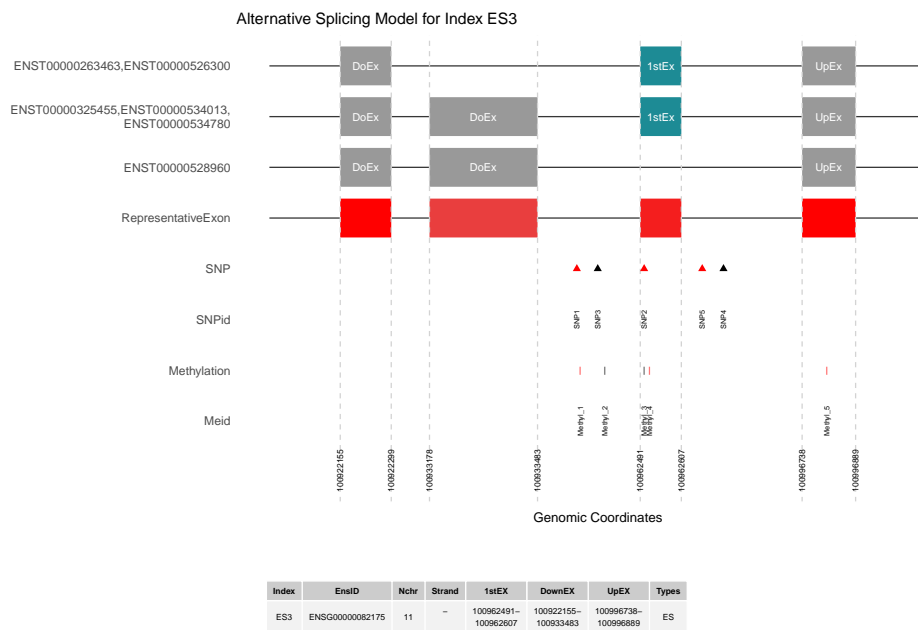 Alternative Splicing Model for Index ES3
ENST00000263463,ENST00000526300
DoEx 1stEx UpEx
ENST00000325455,ENST00000534013,
ENST00000534780
DoEx DoEx 1stEx UpEx
ENST00000528960
DoEx DoEx UpEx
RepresentativeExon
SNP
SNPid
SNP1 SNP3 SNP2 SNP5 SNP4
Methylation
Meid
Methyl_1 Methyl_2 Methyl_3 Methyl_4 Methyl_5
100922155 100922299 100933178 100933483 100962491 100962607 100996738 100996889
Genomic Coordinates
Index EnsID Nchr Strand 1stEX DownEX UpEX Types
ES3 ENSG00000082175 11 – 100962491– 100922155– 100996738– ES
100962607 100933483 100996889